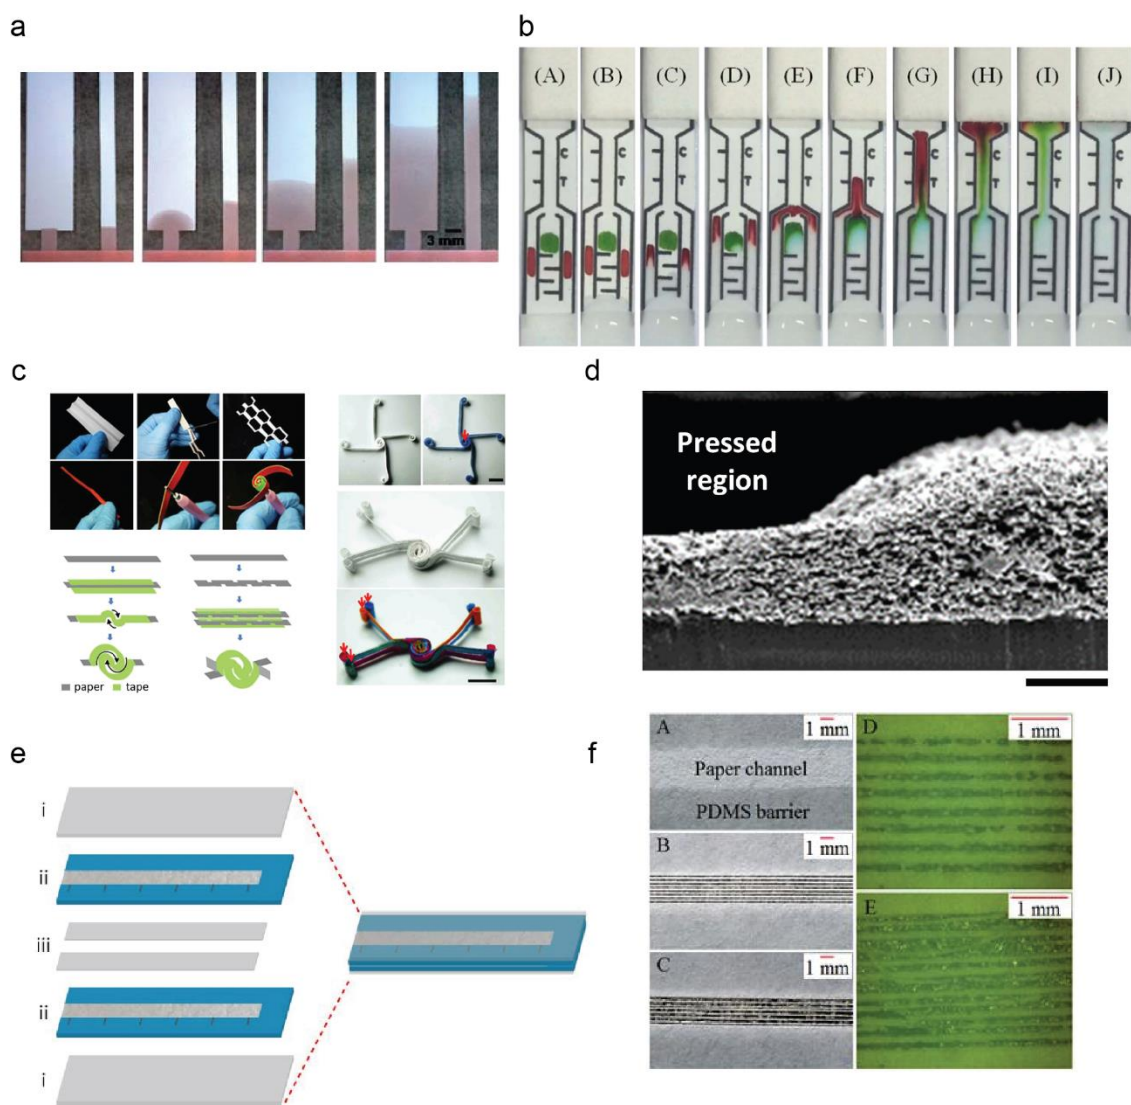 a
3 mm
b
(A) (B) (C) (D) (E) (F) (G) (H) (I) (J)
C C C C C C C C C C
T T T T T T T T T T
c
paper tape
d
Pressed
region
e
i
ii
iii
ii
i
f
A
1 mm
Paper channel
PDMS barrier
B
1 mm
C
1 mm
D
1 mm
E
1 mm